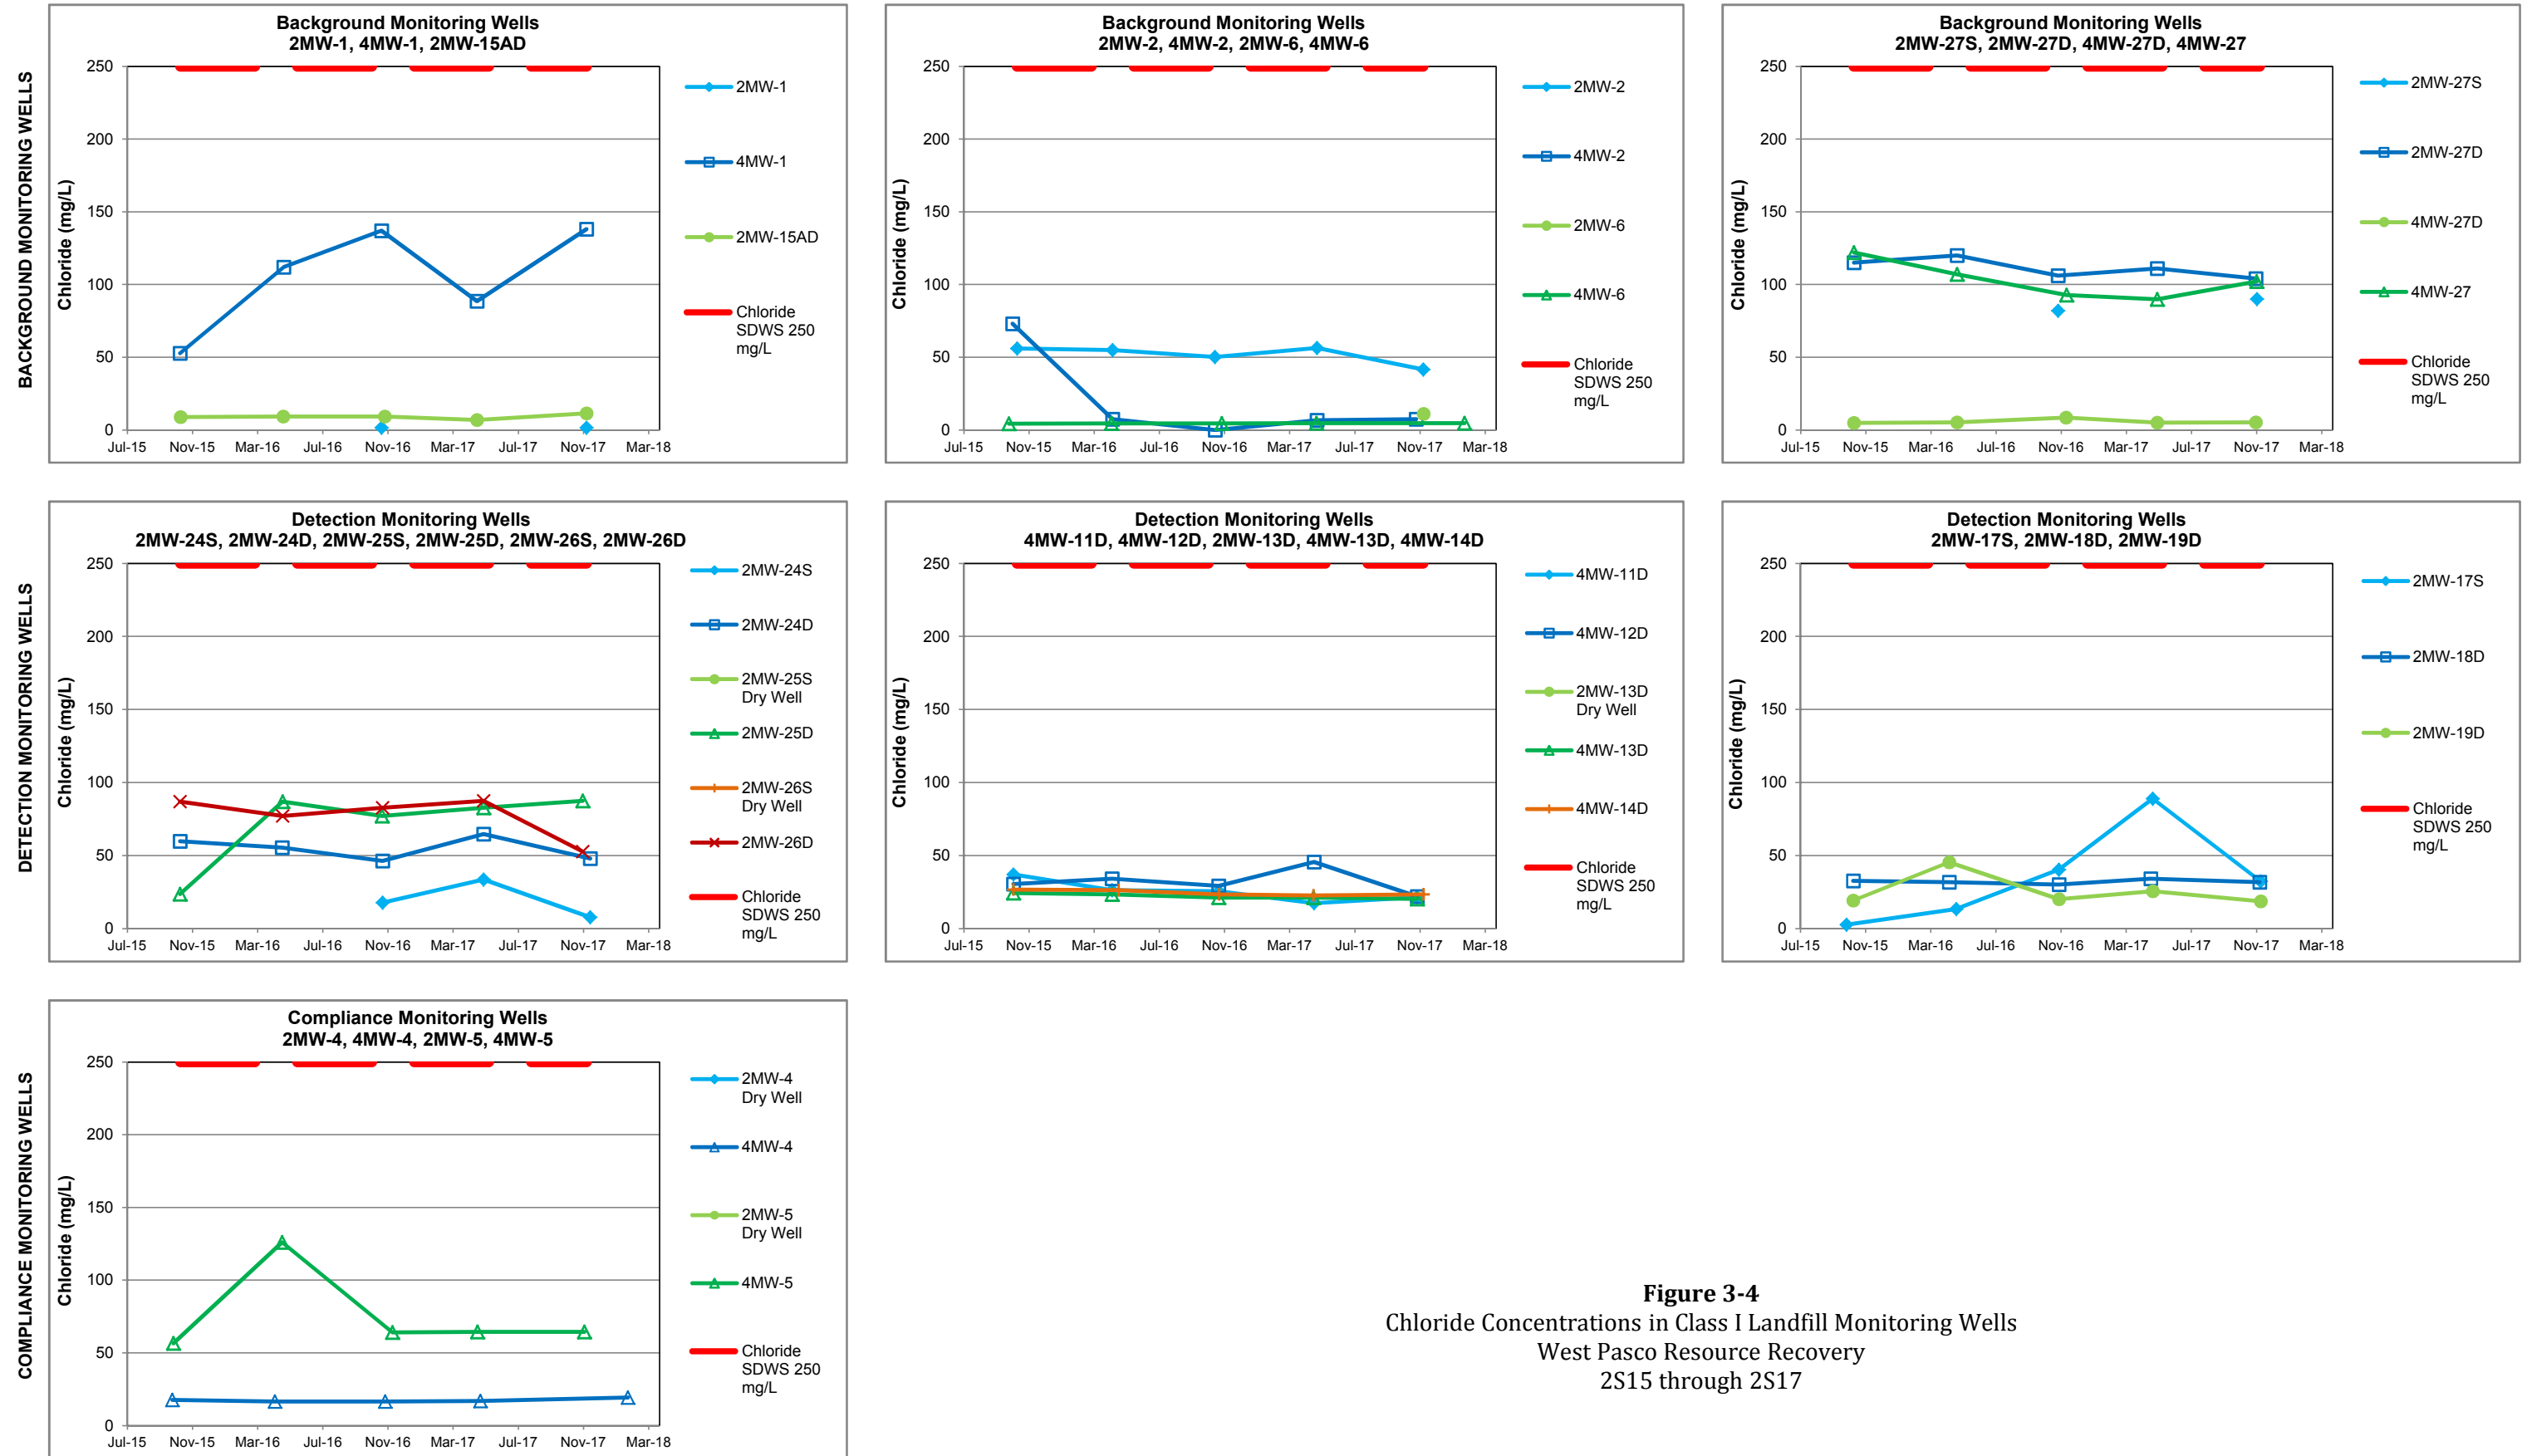 BACKGROUND MONITORING WELLS
Background Monitoring Wells
2MW-1, 4MW-1, 2MW-15AD
Chloride (mg/L)
250
200
150
100
50
0
Jul-15 Nov-15 Mar-16 Jul-16 Nov-16 Mar-17 Jul-17 Nov-17 Mar-18
2MW-1
4MW-1
2MW-15AD
Chloride
SDWS 250
mg/L
Background Monitoring Wells
2MW-2, 4MW-2, 2MW-6, 4MW-6
Chloride (mg/L)
250
200
150
100
50
0
Jul-15 Nov-15 Mar-16 Jul-16 Nov-16 Mar-17 Jul-17 Nov-17 Mar-18
2MW-2
4MW-2
2MW-6
4MW-6
Chloride
SDWS 250
mg/L
Background Monitoring Wells
2MW-27S, 2MW-27D, 4MW-27D, 4MW-27
Chloride (mg/L)
250
200
150
100
50
0
Jul-15 Nov-15 Mar-16 Jul-16 Nov-16 Mar-17 Jul-17 Nov-17 Mar-18
2MW-27S
2MW-27D
4MW-27D
4MW-27
Chloride
SDWS 250
mg/L
DETECTION MONITORING WELLS
Detection Monitoring Wells
2MW-24S, 2MW-24D, 2MW-25S, 2MW-25D, 2MW-26S, 2MW-26D
Chloride (mg/L)
250
200
150
100
50
0
Jul-15 Nov-15 Mar-16 Jul-16 Nov-16 Mar-17 Jul-17 Nov-17 Mar-18
2MW-24S
2MW-24D
2MW-25S
Dry Well
2MW-25D
2MW-26S
Dry Well
2MW-26D
Chloride
SDWS 250
mg/L
Detection Monitoring Wells
4MW-11D, 4MW-12D, 2MW-13D, 4MW-13D, 4MW-14D
Chloride (mg/L)
250
200
150
100
50
0
Jul-15 Nov-15 Mar-16 Jul-16 Nov-16 Mar-17 Jul-17 Nov-17 Mar-18
4MW-11D
4MW-12D
2MW-13D
Dry Well
4MW-13D
4MW-14D
Chloride
SDWS 250
mg/L
Detection Monitoring Wells
2MW-17S, 2MW-18D, 2MW-19D
Chloride (mg/L)
250
200
150
100
50
0
Jul-15 Nov-15 Mar-16 Jul-16 Nov-16 Mar-17 Jul-17 Nov-17 Mar-18
2MW-17S
2MW-18D
2MW-19D
Chloride
SDWS 250
mg/L
COMPLIANCE MONITORING WELLS
Compliance Monitoring Wells
2MW-4, 4MW-4, 2MW-5, 4MW-5
Chloride (mg/L)
250
200
150
100
50
0
Jul-15 Nov-15 Mar-16 Jul-16 Nov-16 Mar-17 Jul-17 Nov-17 Mar-18
2MW-4
Dry Well
4MW-4
2MW-5
Dry Well
4MW-5
Chloride
SDWS 250
mg/L
Figure 3-4
Chloride Concentrations in Class I Landfill Monitoring Wells
West Pasco Resource Recovery
2S15 through 2S17